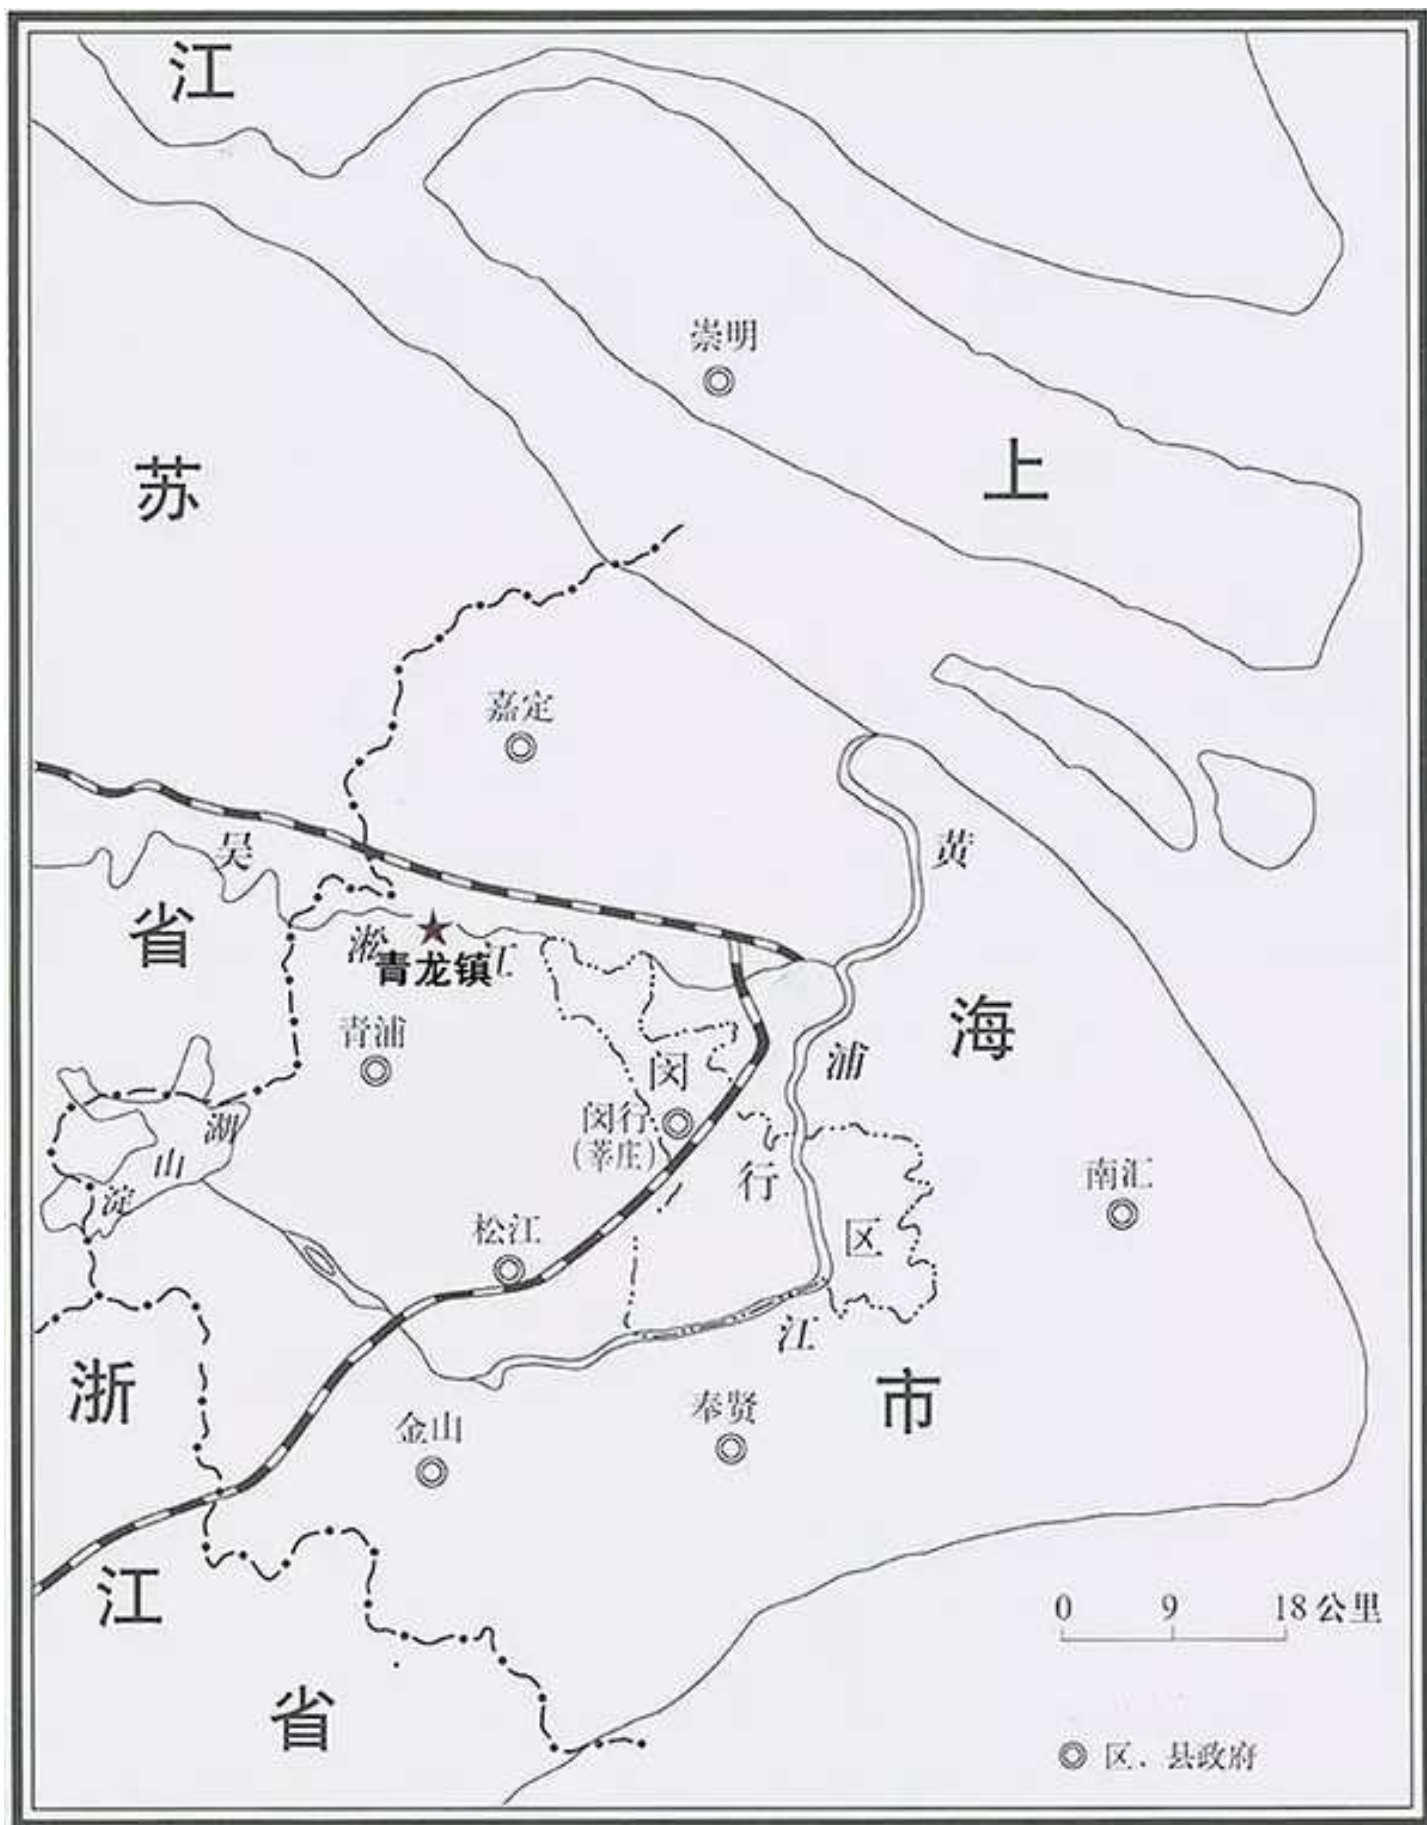 江
苏
省
上
海
市
浙
江
省
崇明
嘉定
吴
淞
江
青龙镇
青浦
黄
浦
江
闵
行
区
闵行
(莘庄)
湖
山
淀
松江
南汇
金山
奉贤
0 9 18 公里
区、县政府